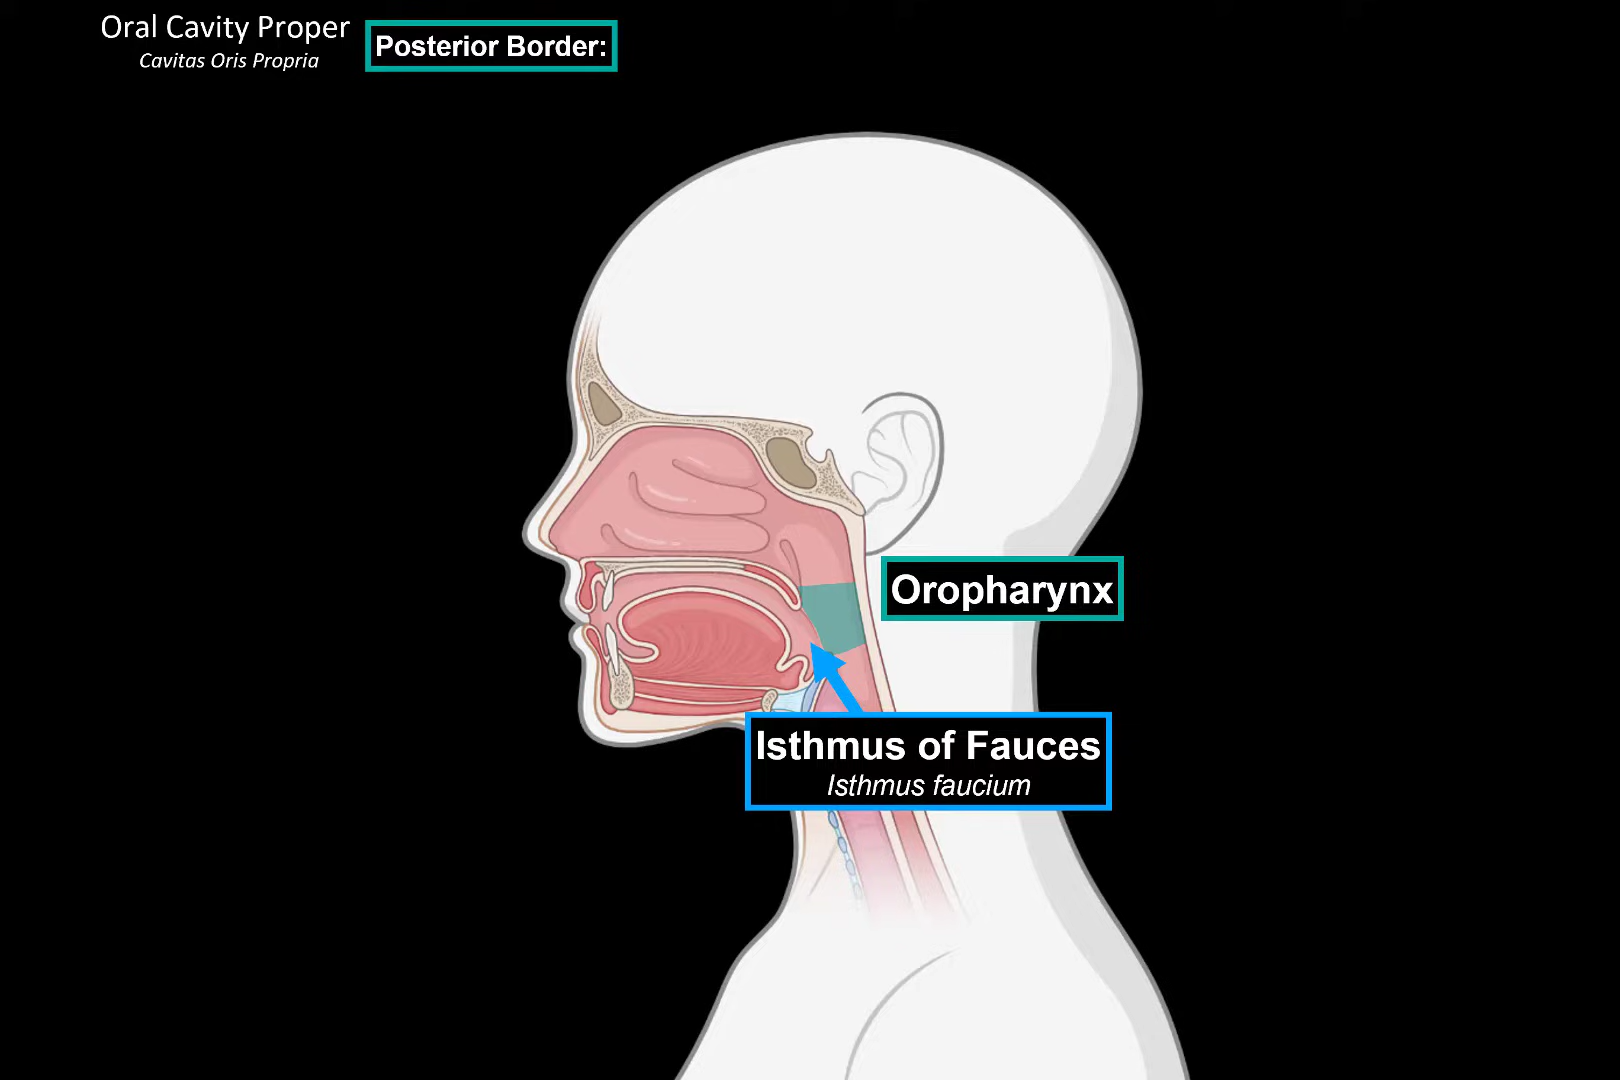 Oral Cavity Proper
Cavitas Oris Propria
Posterior Border:
Oropharynx
Isthmus of Fauces
Isthmus faucium